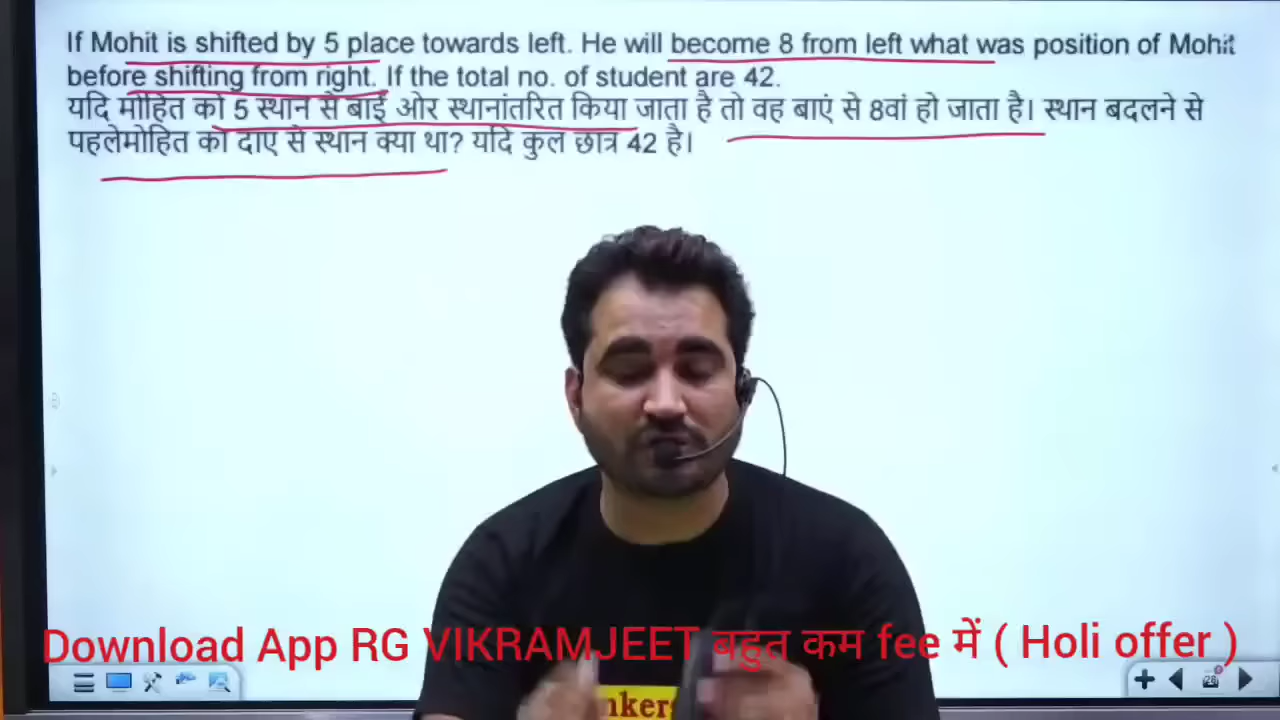 If Mohit is shifted by 5 place towards left. He will become 8 from left what was position of Mohit
before shifting from right. If the total no. of student are 42.
यदि मोहित को 5 स्थान से बाईं ओर स्थानांतरित किया जाता है तो वह बाएं से 8वां हो जाता है। स्थान बदलने से
पहलेमोहित का दाए से स्थान क्या था? यदि कुल छात्र 42 है।
Download App RG VIKRAMJEET बहुत कम fee में ( Holi offer )
28